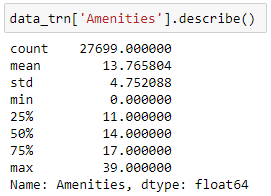 data_trn['Amenities'].describe()
count    27699.000000
mean        13.765804
std          4.752088
min          0.000000
25%         11.000000
50%         14.000000
75%         17.000000
max         39.000000
Name: Amenities, dtype: float64